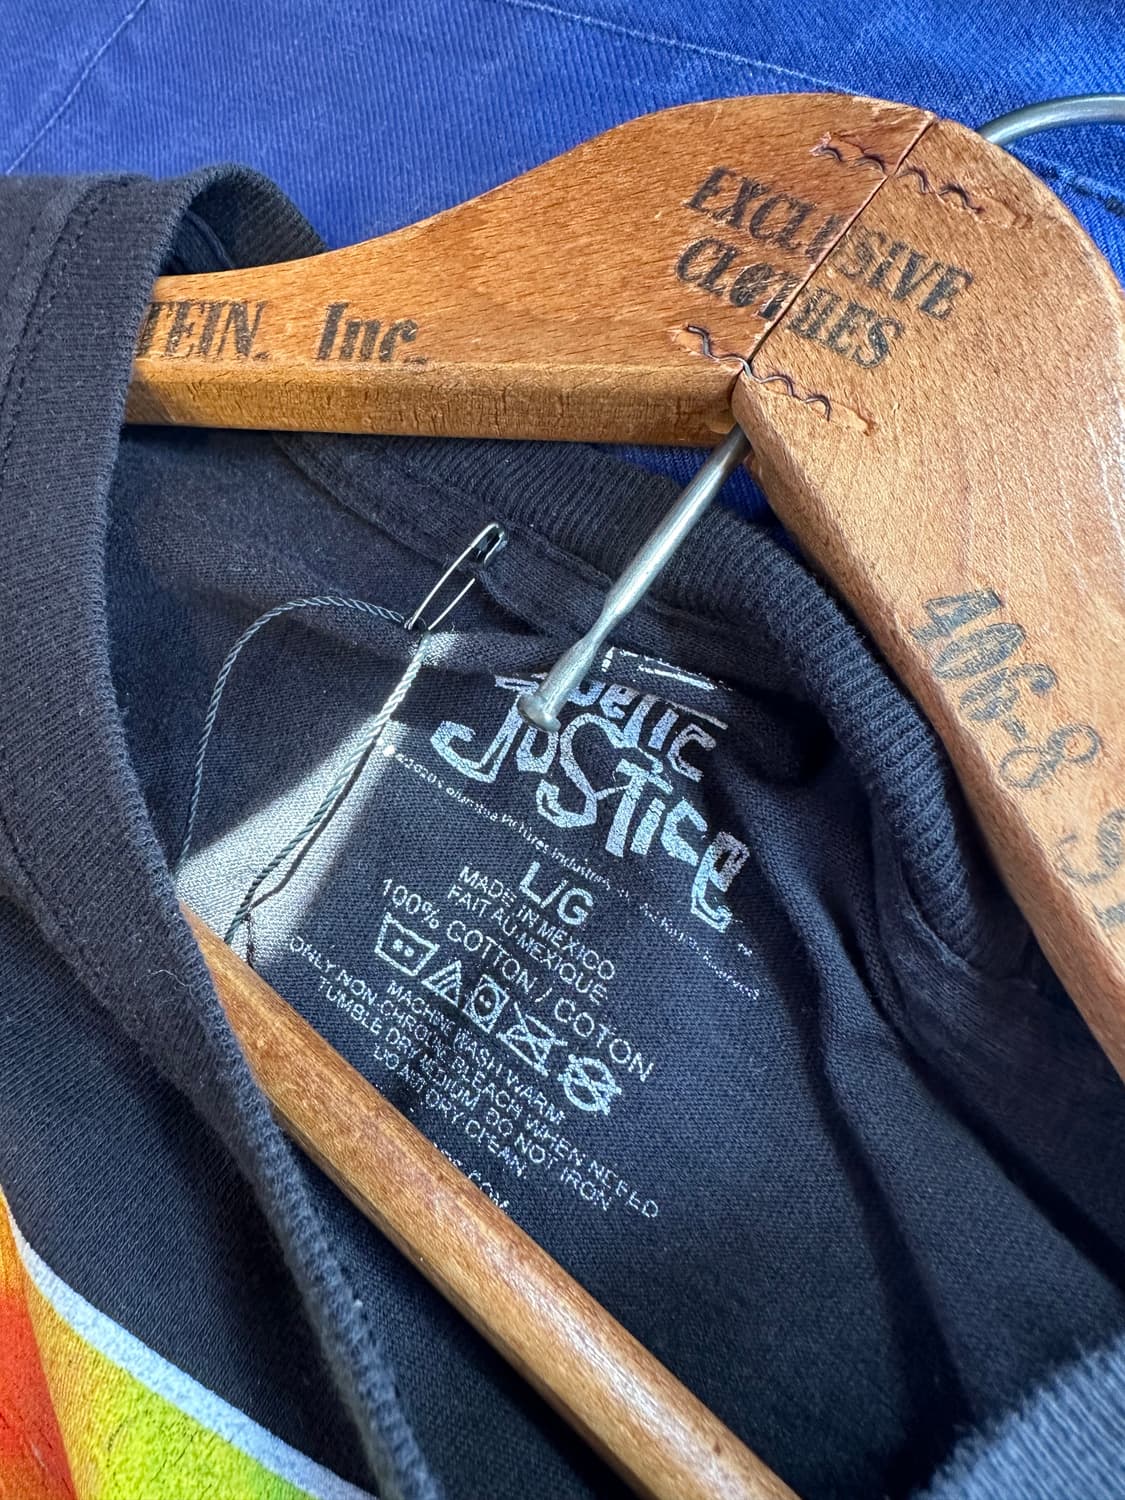 TEIN. Inc.
EXCLUSIVE
CLOTHES
406-8
JUSTICE
L/G
MADE IN MEXICO
FAIT AU MEXIQUE
100% COTTON / COTON
MACHINE WASH WARM
ONLY NON-CHLORINE BLEACH WHEN NEEDED
TUMBLE DRY MEDIUM. DO NOT IRON
DO NOT DRY CLEAN.
.COM